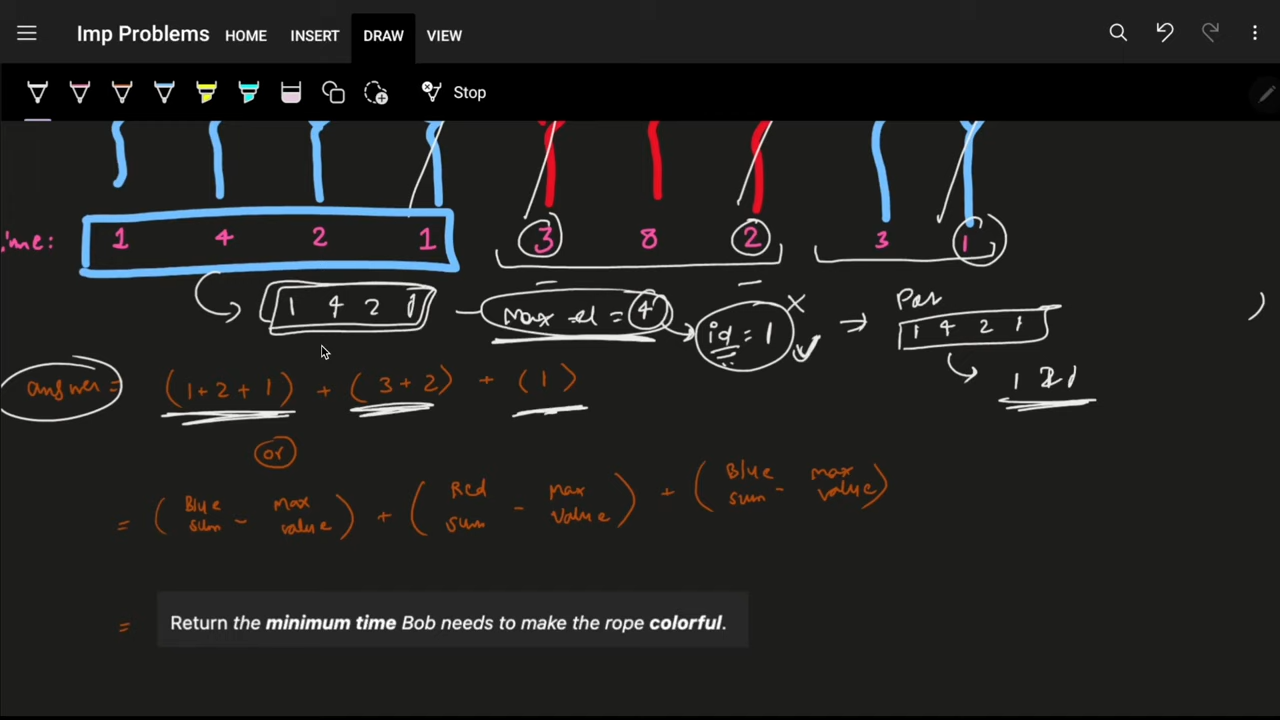 Imp Problems HOME INSERT DRAW VIEW
Stop
ime: 1 4 2 1 3 8 2 3 1
1 4 2 1 — Max el = 4 → id = 1 ⇒
1 4 2 1
answer = (1+2+1) + (3+2) + (1)
or
= (Blue sum - max value) + (Red sum - max value) + (Blue sum - max value)
= Return the minimum time Bob needs to make the rope colorful.